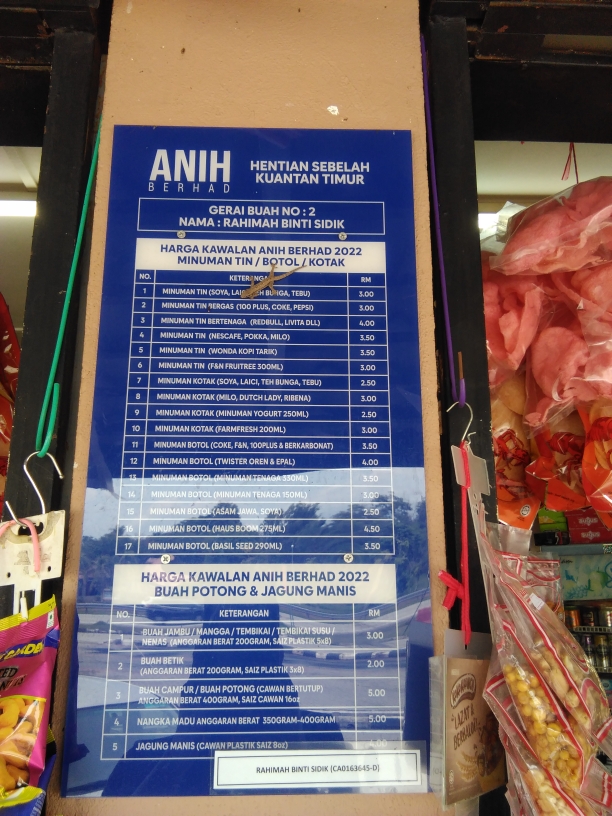 ANIH
BERHAD
HENTIAN SEBELAH
KUANTAN TIMUR
GERAI BUAH NO : 2
NAMA : RAHIMAH BINTI SIDIK
HARGA KAWALAN ANIH BERHAD 2022
MINUMAN TIN / BOTOL / KOTAK
NO. KETERANGAN RM
1 MINUMAN TIN (SOYA, LAICI, TEH BUNGA, TEBU) 3.00
2 MINUMAN TIN BERGAS (100 PLUS, COKE, PEPSI) 3.00
3 MINUMAN TIN BERTENAGA (REDBULL, LIVITA DLL) 4.00
4 MINUMAN TIN (NESCAFE, POKKA, MILO) 3.50
5 MINUMAN TIN (WONDA KOPI TARIK) 3.50
6 MINUMAN TIN (F&N FRUITREE 300ML) 3.00
7 MINUMAN KOTAK (SOYA, LAICI, TEH BUNGA, TEBU) 2.50
8 MINUMAN KOTAK (MILO, DUTCH LADY, RIBENA) 3.00
9 MINUMAN KOTAK (MINUMAN YOGURT 250ML) 2.50
10 MINUMAN KOTAK (FARMFRESH 200ML) 3.00
11 MINUMAN BOTOL (COKE, F&N, 100PLUS & BERKARBONAT) 3.50
12 MINUMAN BOTOL (TWISTER OREN & EPAL) 4.00
13 MINUMAN BOTOL (MINUMAN TENAGA 330ML) 3.50
14 MINUMAN BOTOL (MINUMAN TENAGA 150ML) 3.00
15 MINUMAN BOTOL (ASAM JAWA, SOYA) 2.50
16 MINUMAN BOTOL (HAUS BOOM 275ML) 4.50
17 MINUMAN BOTOL (BASIL SEED 290ML) 3.50
HARGA KAWALAN ANIH BERHAD 2022
BUAH POTONG & JAGUNG MANIS
NO. KETERANGAN RM
BUAH JAMBU / MANGGA / TEMBIKAI / TEMBIKAI SUSU /
NENAS (ANGGARAN BERAT 200GRAM, SAIZ PLASTIK 5x8) 3.00
2 BUAH BETIK
(ANGGARAN BERAT 200GRAM, SAIZ PLASTIK 3x8) 2.00
3 BUAH CAMPUR / BUAH POTONG (CAWAN BERTUTUP)
ANGGARAN BERAT 400GRAM, SAIZ CAWAN 16oz 5.00
4 NANGKA MADU ANGGARAN BERAT 350GRAM-400GRAM 5.00
5 JAGUNG MANIS (CAWAN PLASTIK SAIZ 8oz)
RAHIMAH BINTI SIDIK (CA0163645-D)
"LAZAT &
BERKHASIAT"